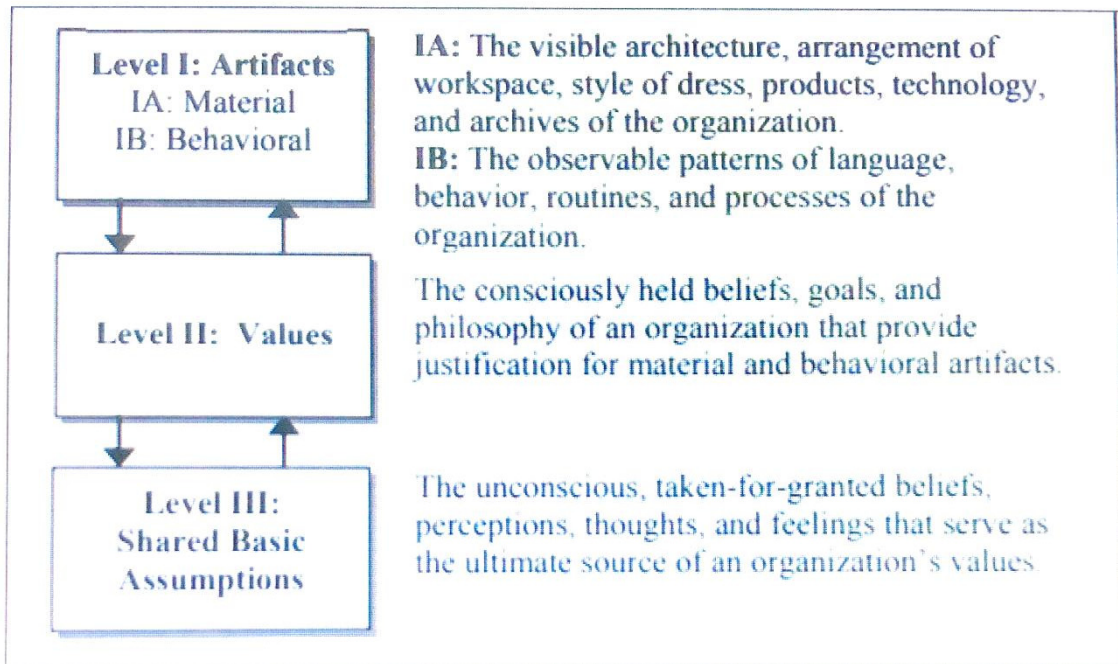 Level I: Artifacts
IA: Material
IB: Behavioral
IA: The visible architecture, arrangement of
workspace, style of dress, products, technology,
and archives of the organization.
IB: The observable patterns of language,
behavior, routines, and processes of the
organization.
Level II: Values
The consciously held beliefs, goals, and
philosophy of an organization that provide
justification for material and behavioral artifacts.
Level III:
Shared Basic
Assumptions
The unconscious, taken-for-granted beliefs,
perceptions, thoughts, and feelings that serve as
the ultimate source of an organization's values